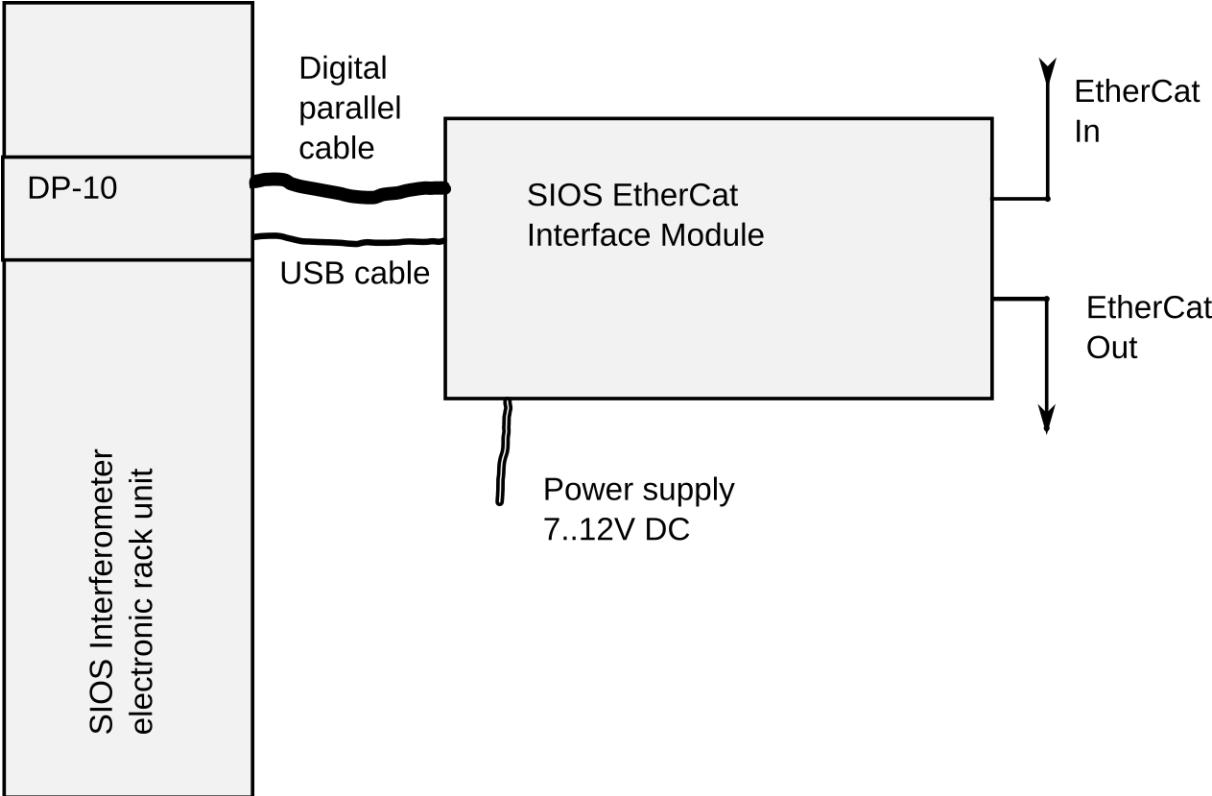 Digital
parallel
cable
EtherCat
In
DP-10
SIOS EtherCat
Interface Module
USB cable
EtherCat
Out
Power supply
7..12V DC
SIOS Interferometer
electronic rack unit